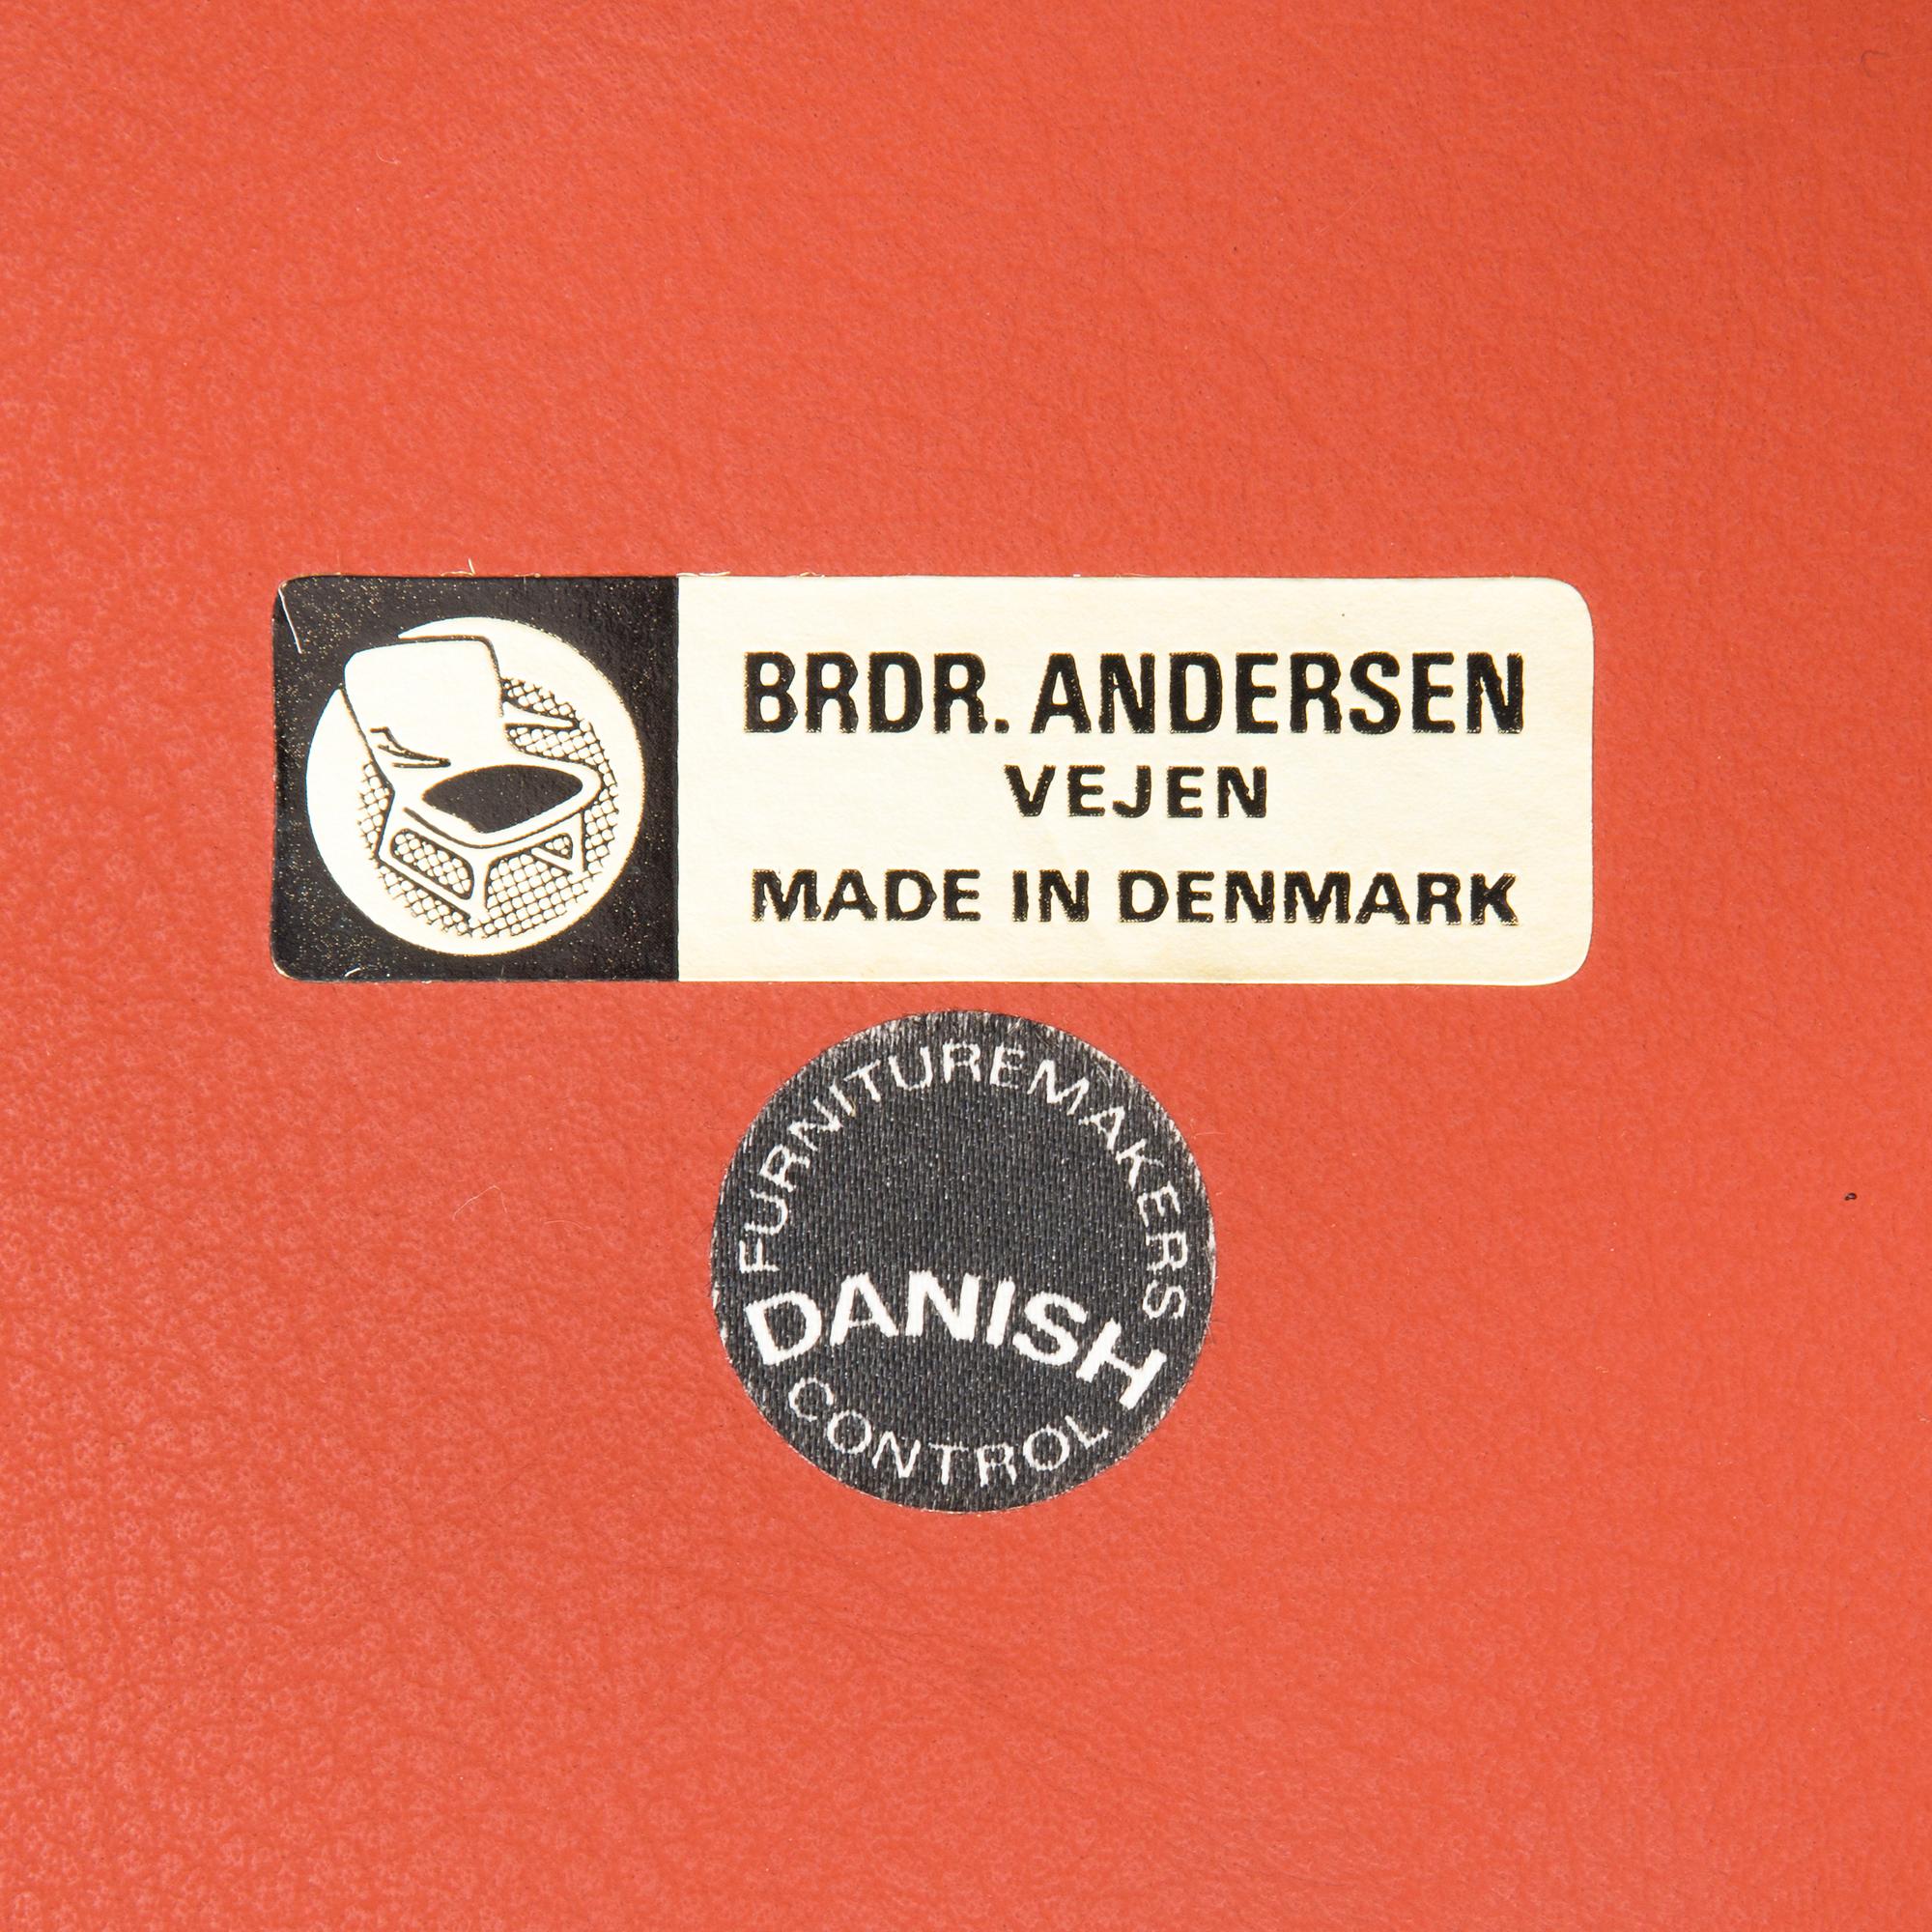 BRDR. ANDERSEN
VEJEN
MADE IN DENMARK
FURNITUREMAKERS
DANISH
CONTROL